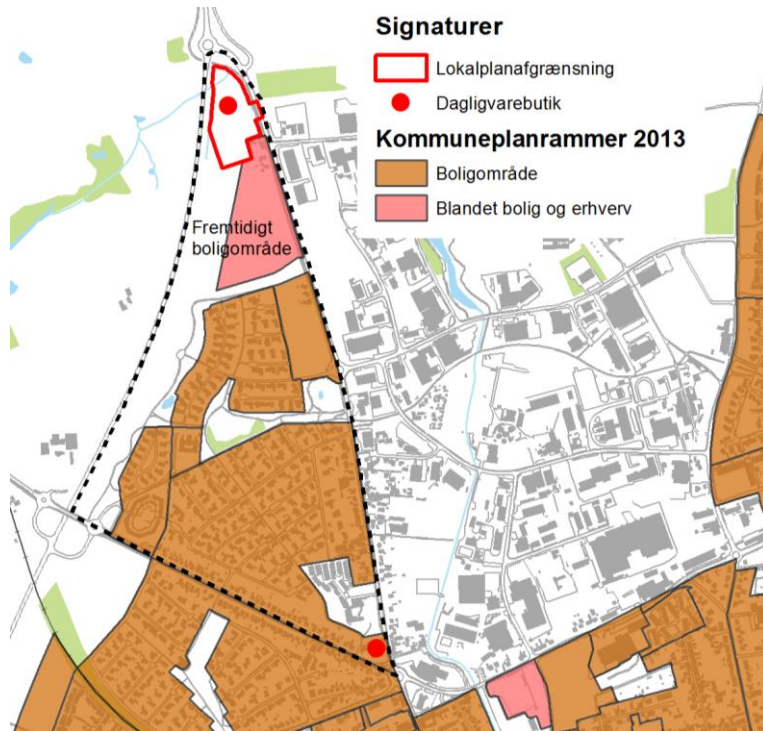 Signaturer
Lokalplanafgrænsning
Dagligvarebutik
Kommuneplanrammer 2013
Boligområde
Blandet bolig og erhverv
Fremtidigt
boligområde